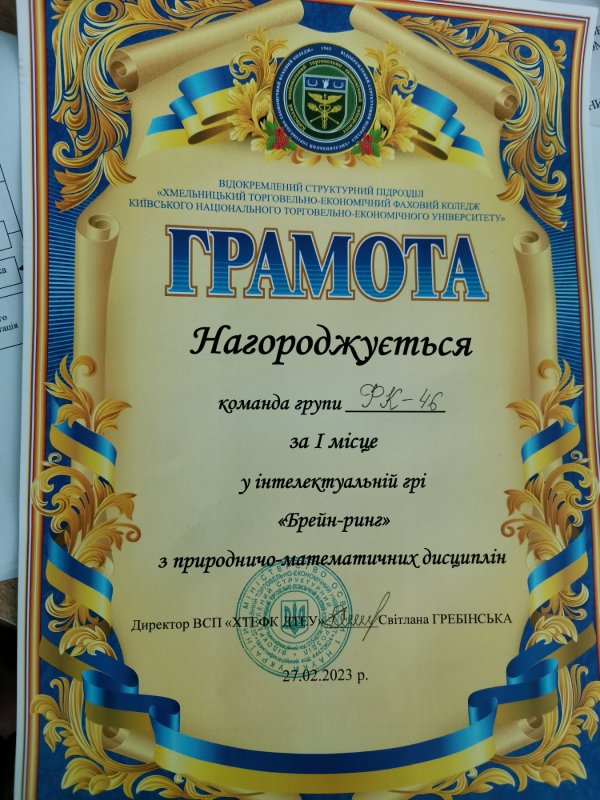 ВІДОКРЕМЛЕНИЙ СТРУКТУРНИЙ ПІДРОЗДІЛ
«ХМЕЛЬНИЦЬКИЙ ТОРГОВЕЛЬНО-ЕКОНОМІЧНИЙ ФАХОВИЙ КОЛЕДЖ
КИЇВСЬКОГО НАЦІОНАЛЬНОГО ТОРГОВЕЛЬНО-ЕКОНОМІЧНОГО УНІВЕРСИТЕТУ»
ГРАМОТА
Нагороджується
команда групи ФК-46
за І місце
у інтелектуальній грі
«Брейн-ринг»
з природничо-математичних дисциплін
Директор ВСП «ХТЕФК ДТЕУ» Світлана ГРЕБІНСЬКА
27.02.2023 р.